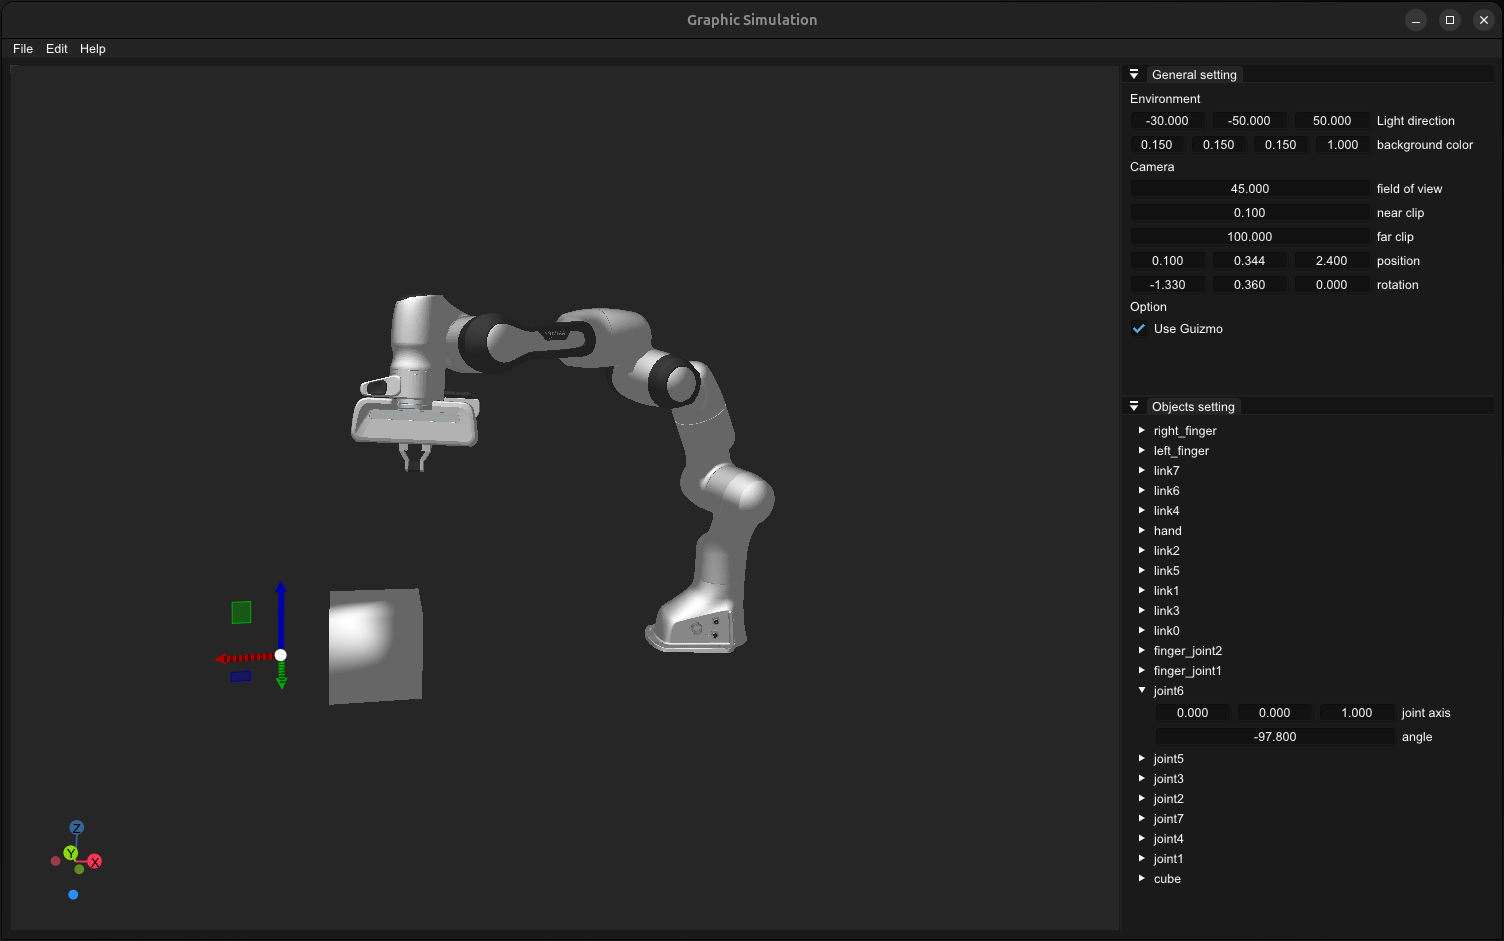 Graphic Simulation
File Edit Help
General setting
Environment
-30.000 -50.000 50.000 Light direction
0.150 0.150 0.150 1.000 background color
Camera
45.000 field of view
0.100 near clip
100.000 far clip
0.100 0.344 2.400 position
-1.330 0.360 0.000 rotation
Option
Use Guizmo
Objects setting
right_finger
left_finger
link7
link6
link4
hand
link2
link5
link1
link3
link0
finger_joint2
finger_joint1
joint6
0.000 0.000 1.000 joint axis
-97.800 angle
joint5
joint3
joint2
joint7
joint4
joint1
cube
Z
Y
X